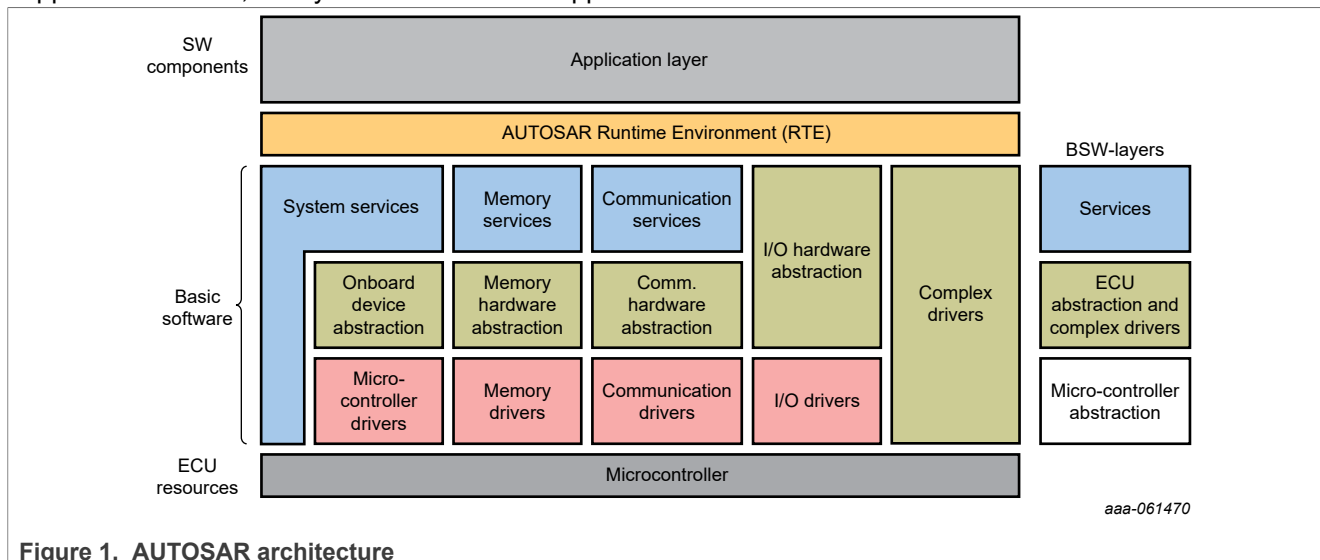 SW
components
Application layer
AUTOSAR Runtime Environment (RTE)
BSW-layers
Basic
software
System services
Memory
services
Communication
services
I/O hardware
abstraction
Complex
drivers
Services
Onboard
device
abstraction
Memory
hardware
abstraction
Comm.
hardware
abstraction
ECU
abstraction and
complex drivers
Micro-
controller
drivers
Memory
drivers
Communication
drivers
I/O drivers
Micro-controller
abstraction
ECU
resources
Microcontroller
aaa-061470
Figure 1. AUTOSAR architecture